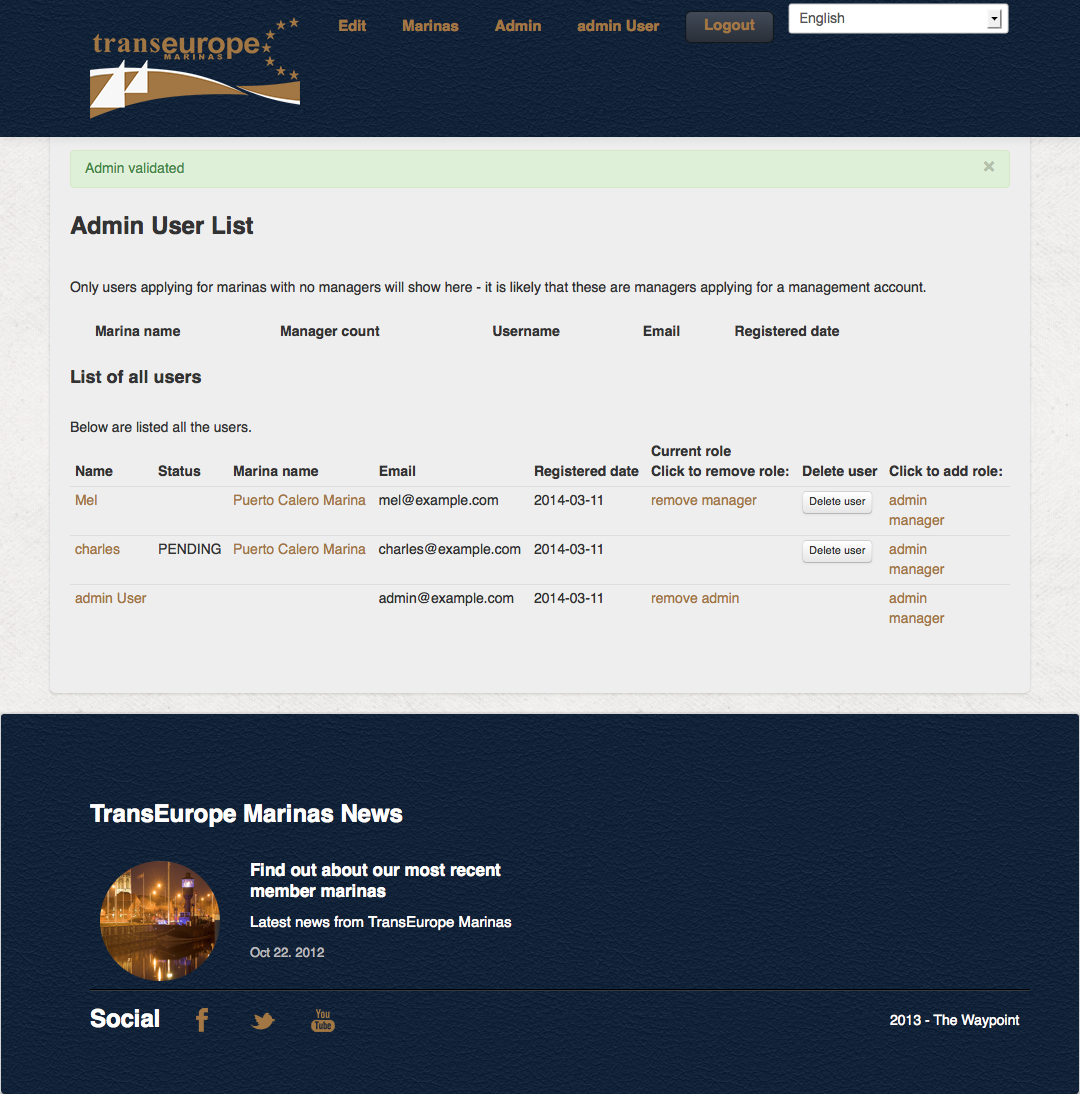 Edit Marinas Admin admin User Logout English
transeurope
MARINAS
Admin validated ×
Admin User List
Only users applying for marinas with no managers will show here - it is likely that these are managers applying for a management account.
Marina name Manager count Username Email Registered date
List of all users
Below are listed all the users.
Current role
Name Status Marina name Email Registered date Click to remove role: Delete user Click to add role:
Mel Puerto Calero Marina mel@example.com 2014-03-11 remove manager Delete user admin
manager
charles PENDING Puerto Calero Marina charles@example.com 2014-03-11 Delete user admin
manager
admin User admin@example.com 2014-03-11 remove admin admin
manager
TransEurope Marinas News
Find out about our most recent
member marinas
Latest news from TransEurope Marinas
Oct 22. 2012
Social f You
Tube
2013 - The Waypoint